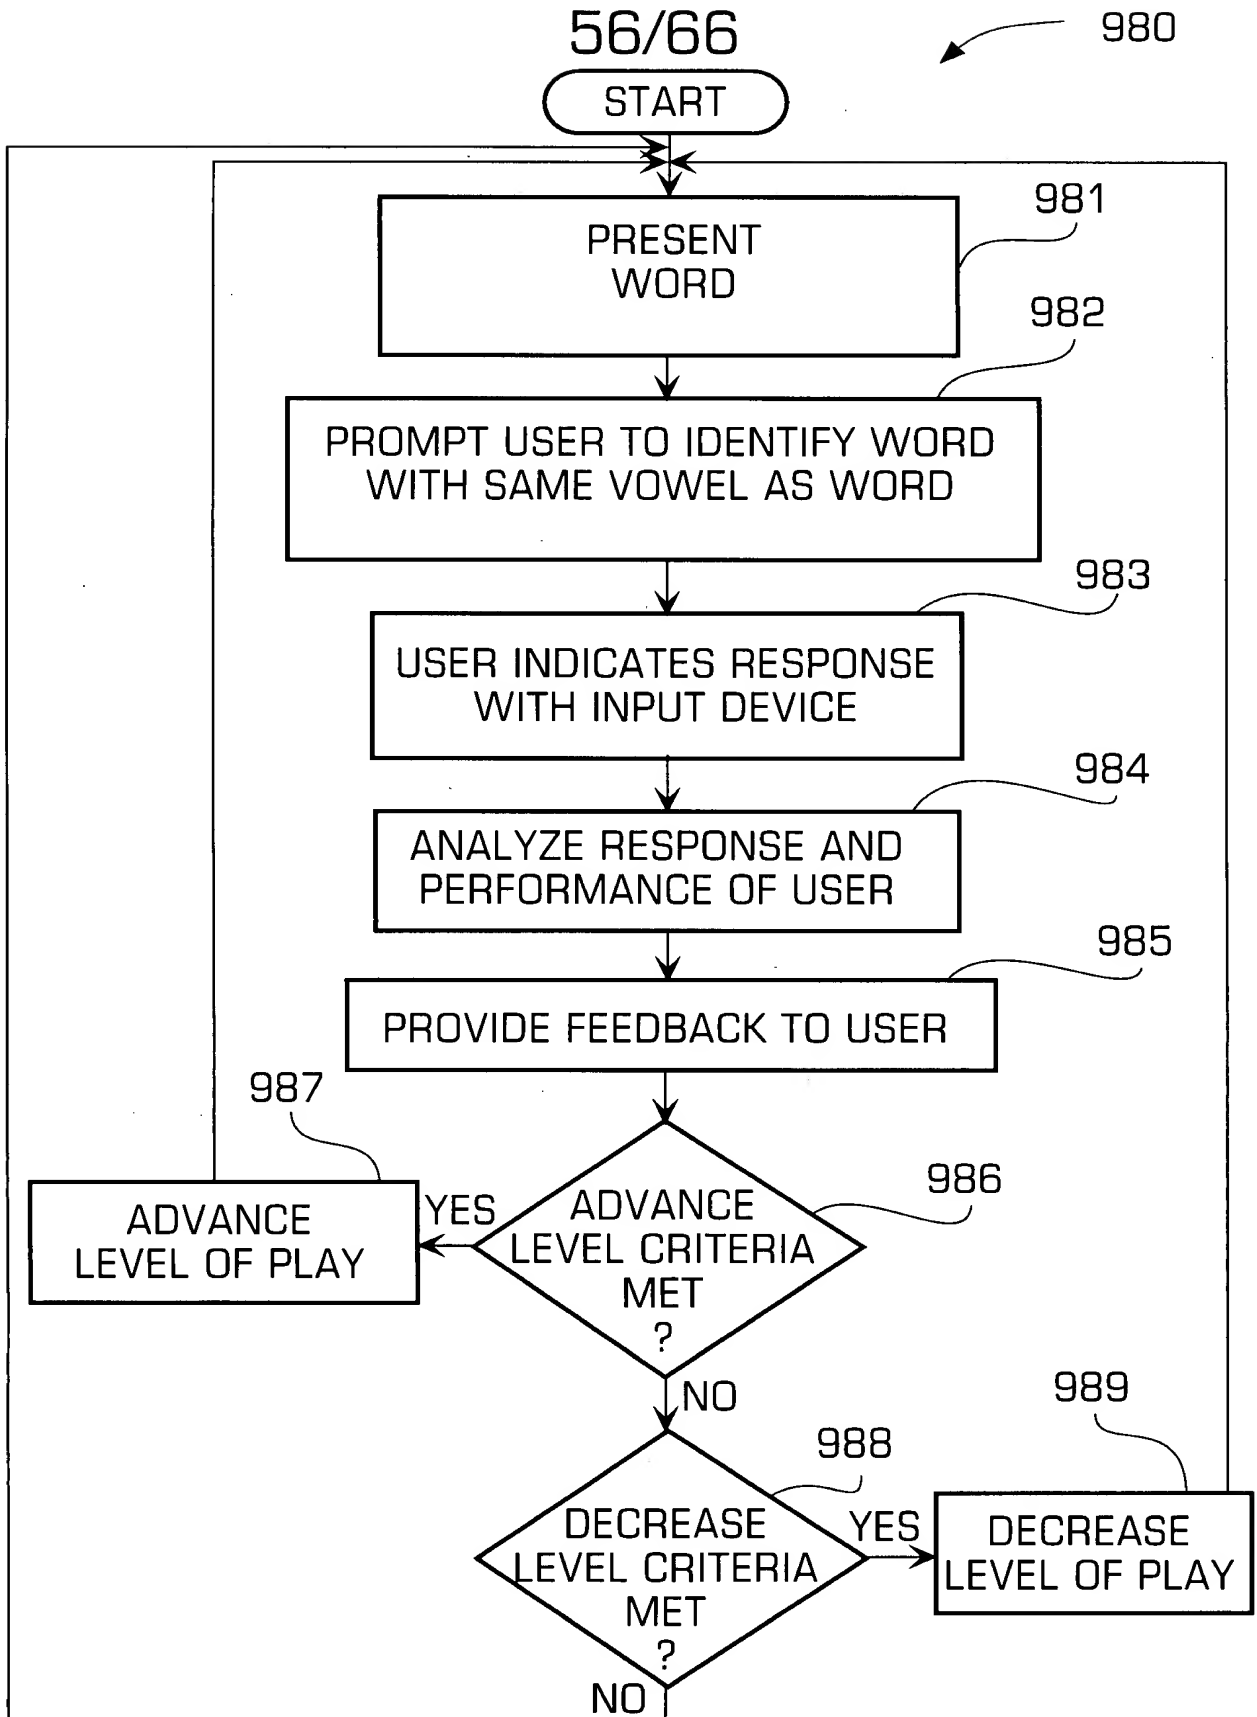 56/66
980
START
981
PRESENT
WORD
982
PROMPT USER TO IDENTIFY WORD
WITH SAME VOWEL AS WORD
983
USER INDICATES RESPONSE
WITH INPUT DEVICE
984
ANALYZE RESPONSE AND
PERFORMANCE OF USER
985
PROVIDE FEEDBACK TO USER
987
986
ADVANCE
LEVEL OF PLAY
YES
ADVANCE
LEVEL CRITERIA
MET
?
NO
989
988
DECREASE
LEVEL CRITERIA
MET
?
YES
DECREASE
LEVEL OF PLAY
NO